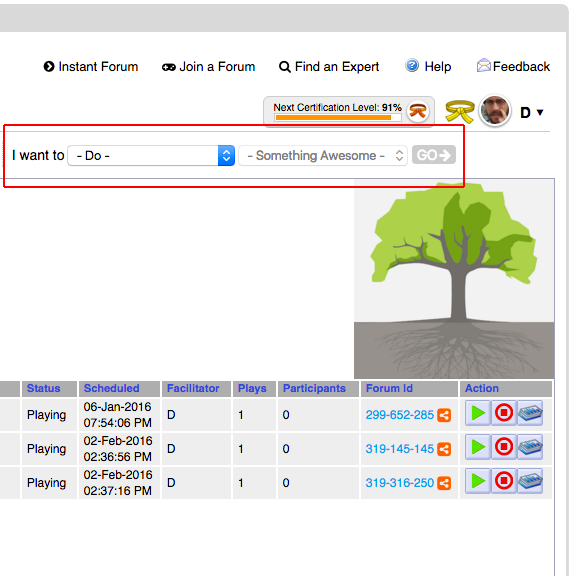 Instant Forum Join a Forum Find an Expert Help Feedback
Next Certification Level: 91%
D
I want to - Do - - Something Awesome - GO
Status Scheduled Facilitator Plays Participants Forum Id Action
Playing 06-Jan-2016 07:54:06 PM D 1 0 299-652-285
Playing 02-Feb-2016 02:36:56 PM D 1 0 319-145-145
Playing 02-Feb-2016 02:37:16 PM D 1 0 319-316-250